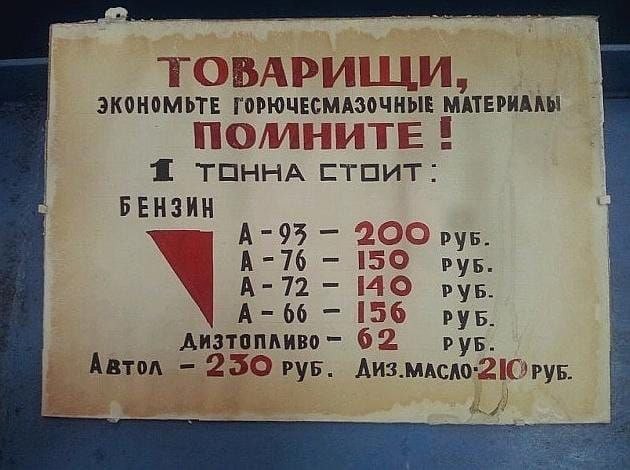 ТОВАРИЩИ,
ЭКОНОМЬТЕ ГОРЮЧЕСМАЗОЧНЫЕ МАТЕРИАЛЫ
ПОМНИТЕ!
1 ТОННА СТОИТ:
БЕНЗИН
А-93 - 200 РУБ.
А-76 - 150 РУБ.
А-72 - 140 РУБ.
А-66 - 156 РУБ.
ДИЗТОПЛИВО - 62 РУБ.
АВТОЛ - 230 РУБ. ДИЗ.МАСЛО-210 РУБ.